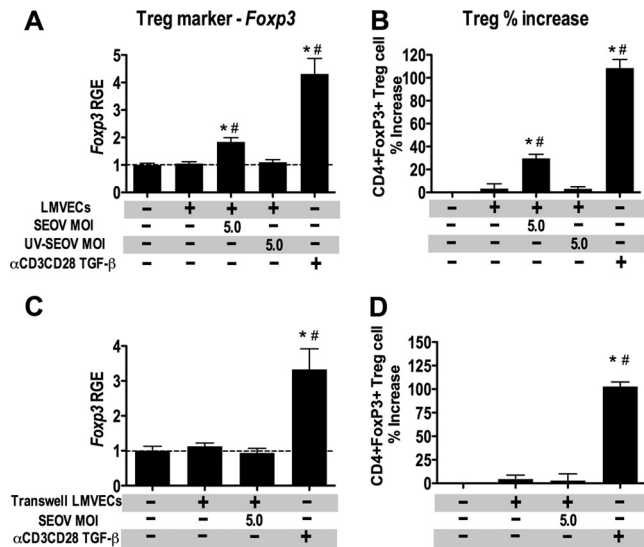 A
Treg marker - Foxp3
B
Treg % increase
Foxp3 RGE
5
4
3
2
1
0
* #
* #
CD4+FoxP3+ Treg cell
% Increase
120
100
80
60
40
20
0
* #
* #
LMVECs - + + + -
SEOV MOI - - 5.0 - -
UV-SEOV MOI - - - 5.0 -
αCD3CD28 TGF-β - - - - +
- + + + -
- - 5.0 - -
- - - 5.0 -
- - - - +
C
D
Foxp3 RGE
4
3
2
1
0
* #
CD4+FoxP3+ Treg cell
% Increase
150
125
100
75
50
25
0
* #
Transwell LMVECs - + + -
SEOV MOI - - 5.0 -
αCD3CD28 TGF-β - - - +
- + + -
- - 5.0 -
- - - +